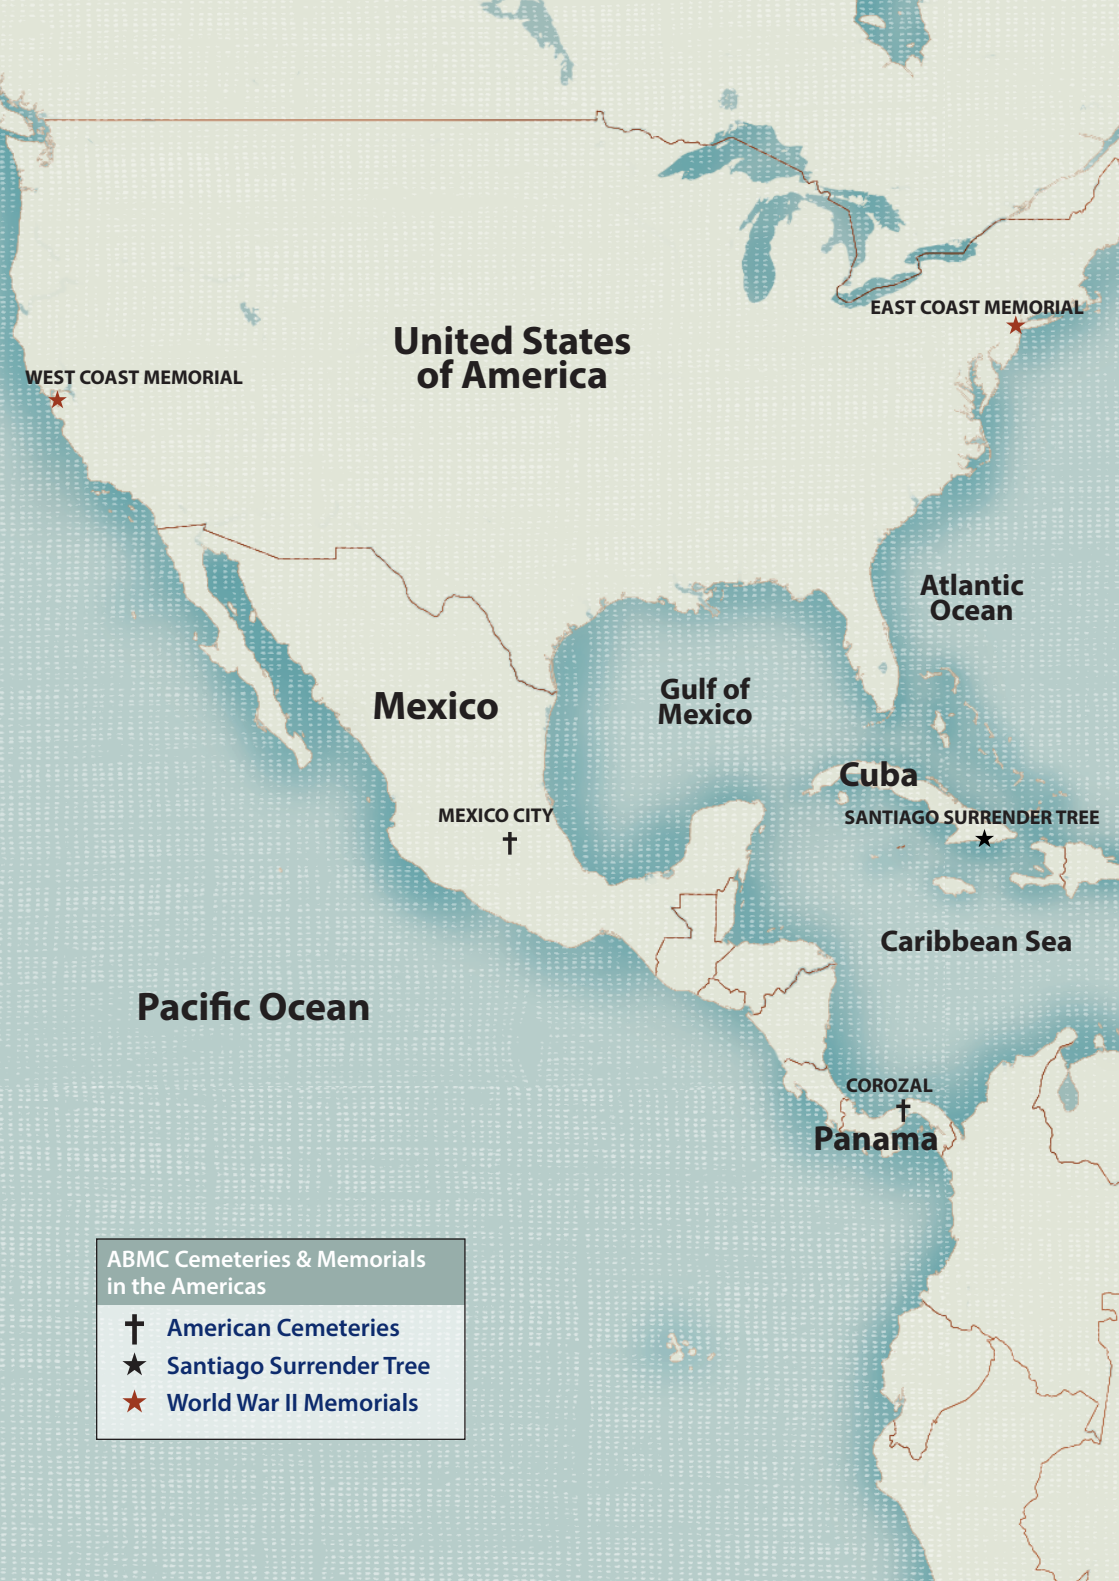 EAST COAST MEMORIAL
United States
of America
WEST COAST MEMORIAL
Atlantic
Ocean
Gulf of
Mexico
Mexico
Cuba
MEXICO CITY
SANTIAGO SURRENDER TREE
Caribbean Sea
Pacific Ocean
COROZAL
Panama
ABMC Cemeteries & Memorials
in the Americas
American Cemeteries
Santiago Surrender Tree
World War II Memorials